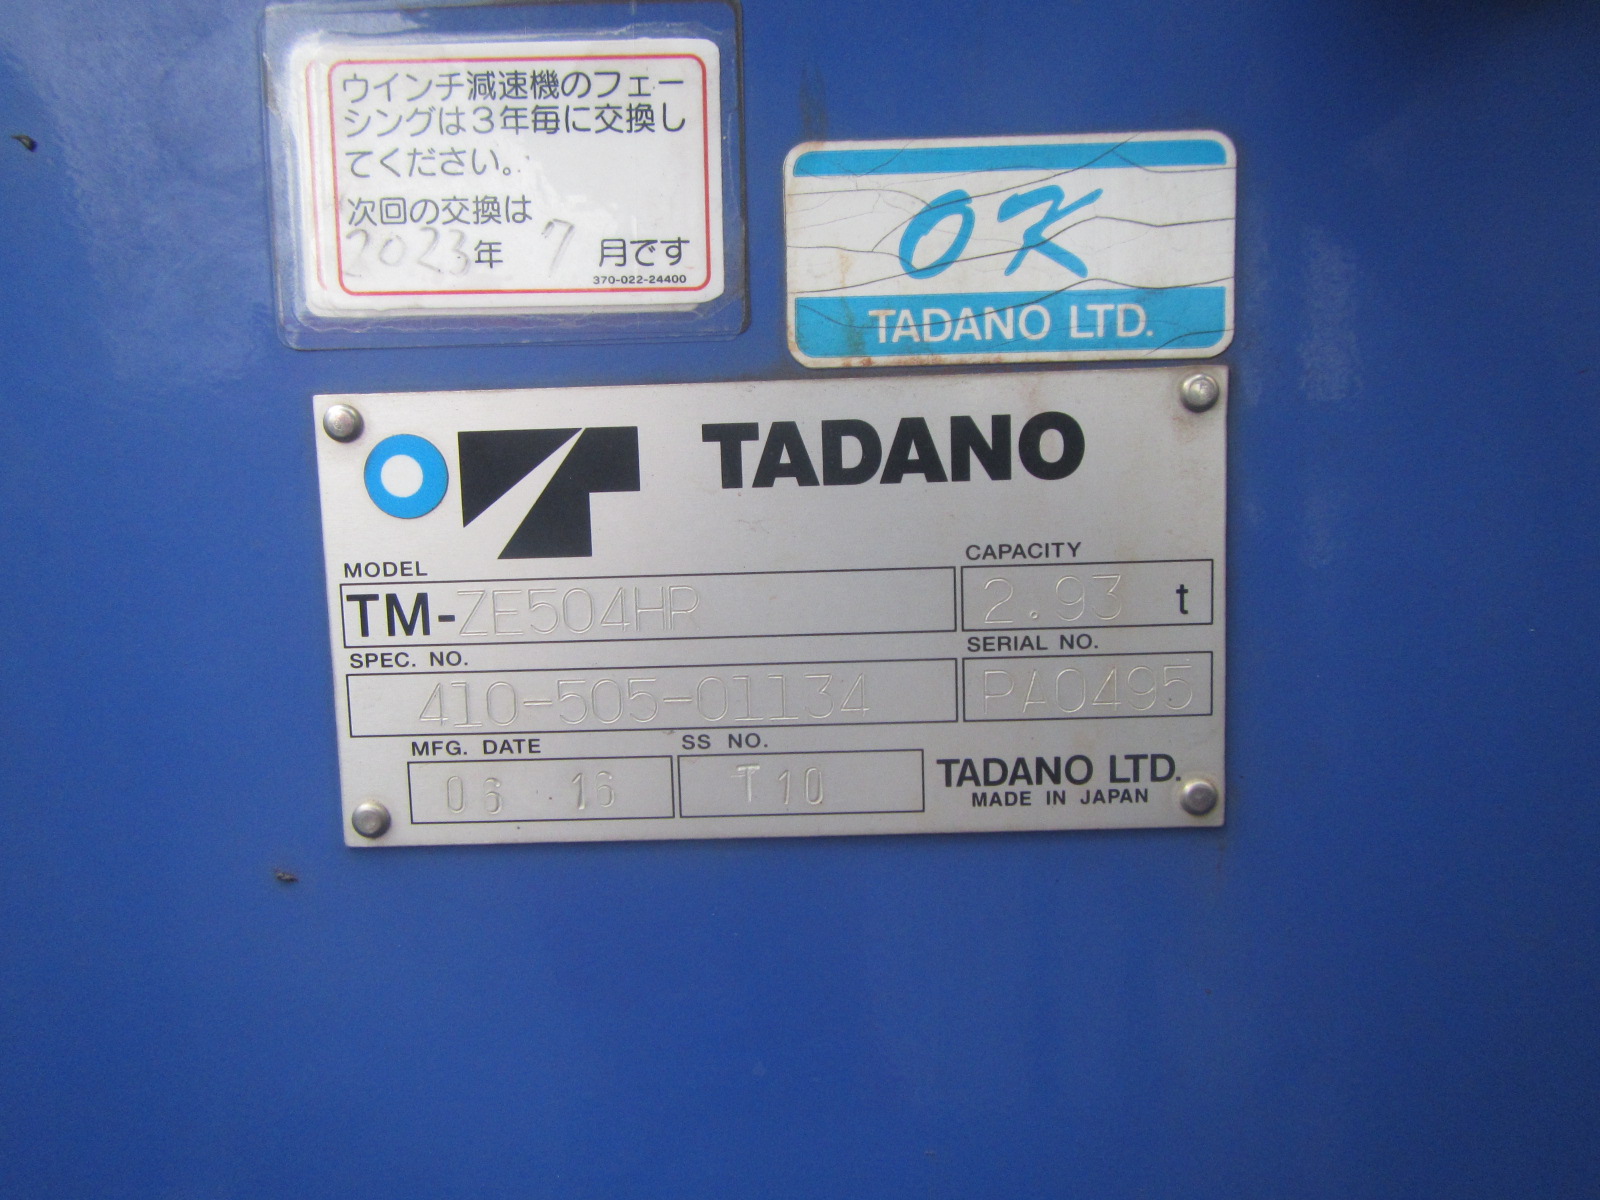 ウインチ減速機のフェー
シングは3年毎に交換し
てください。
次回の交換は
2023年 7 月です
370-022-24400
OK
TADANO LTD.
TADANO
MODEL
TM-ZE504HR
CAPACITY
2.93 t
SPEC. NO.
410-505-01134
SERIAL NO.
PA0495
MFG. DATE
06 16
SS NO.
T10
TADANO LTD.
MADE IN JAPAN